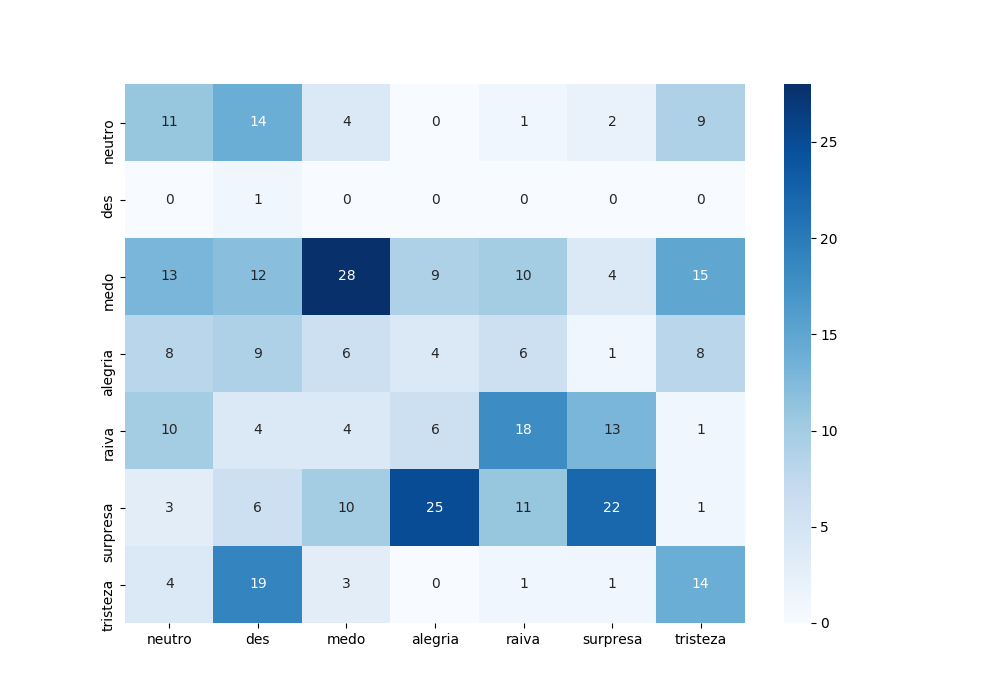 neutro 11 14 4 0 1 2 9
des 0 1 0 0 0 0 0
medo 13 12 28 9 10 4 15
alegria 8 9 6 4 6 1 8
raiva 10 4 4 6 18 13 1
surpresa 3 6 10 25 11 22 1
tristeza 4 19 3 0 1 1 14
neutro des medo alegria raiva surpresa tristeza
25
20
15
10
5
0